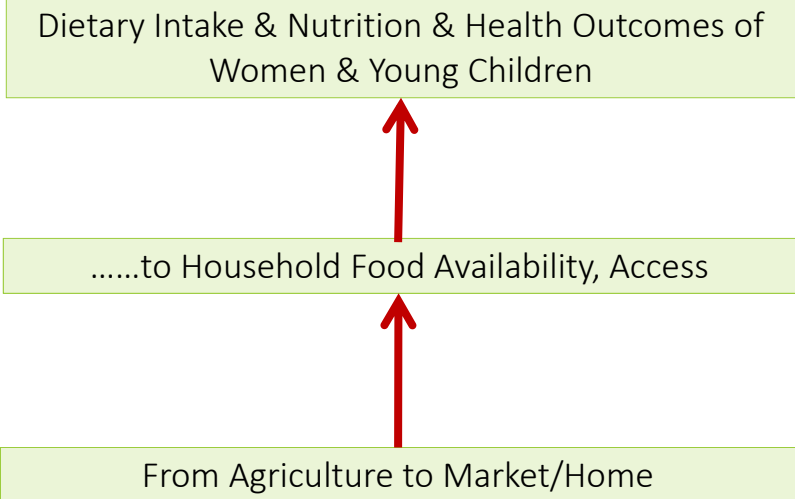 Dietary Intake & Nutrition & Health Outcomes of
Women & Young Children
......to Household Food Availability, Access
From Agriculture to Market/Home